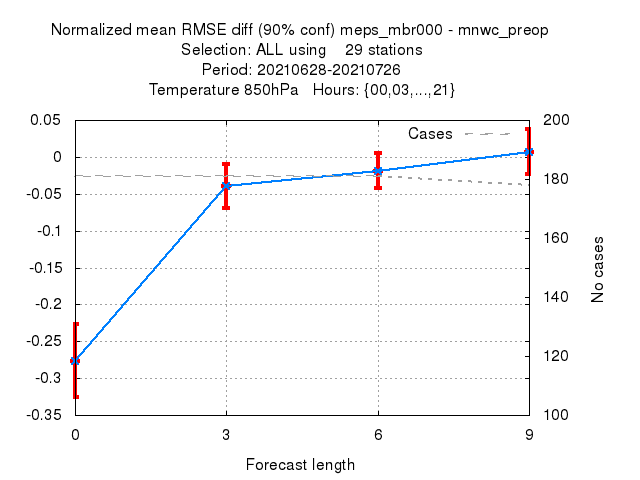 Normalized mean RMSE diff (90% conf) meps_mbr000 - mnwc_preop
Selection: ALL using    29 stations
Period: 20210628-20210726
Temperature 850hPa   Hours: {00,03,...,21}
Cases
0.05
0
-0.05
-0.1
-0.15
-0.2
-0.25
-0.3
-0.35
200
180
160
140
120
100
No cases
0 3 6 9
Forecast length